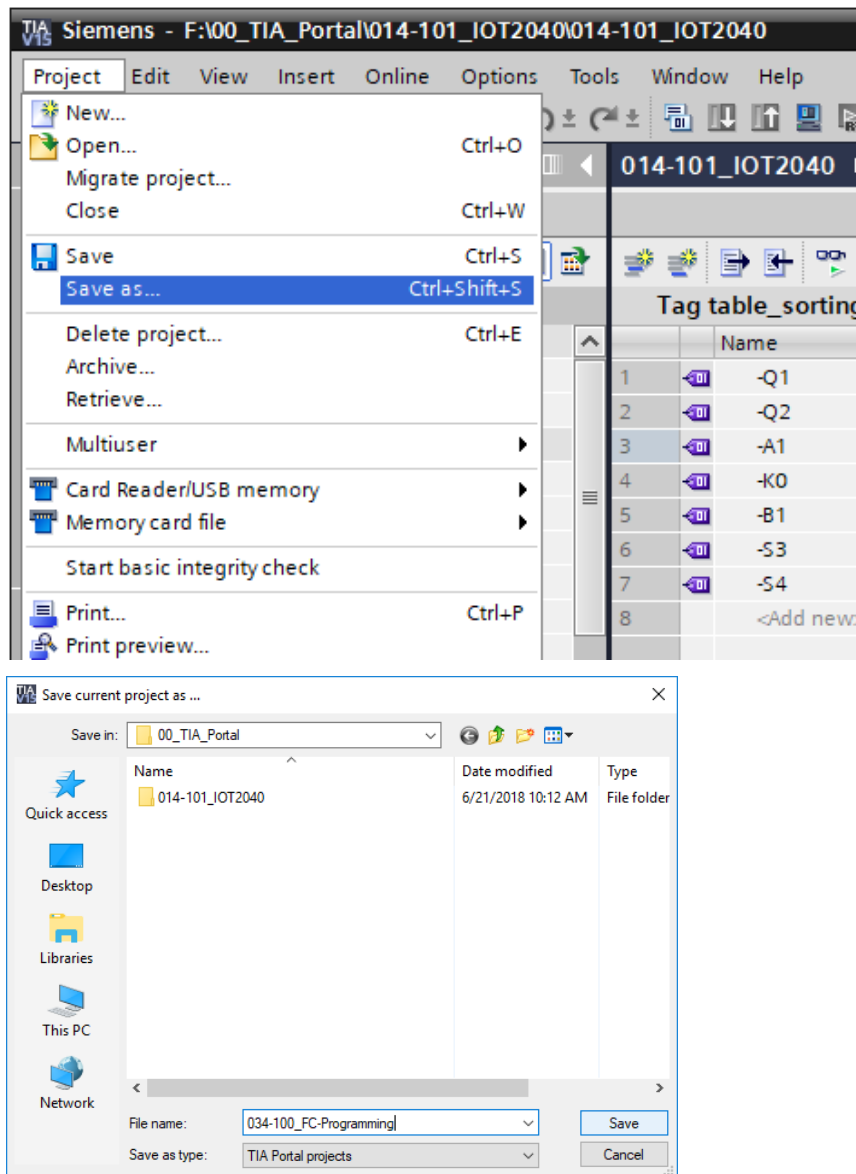 TIA V15 Siemens - F:\00_TIA_Portal\014-101_IOT2040\014-101_IOT2040
Project Edit View Insert Online Options Tools Window Help
New...
Open... Ctrl+O
Migrate project...
Close Ctrl+W
Save Ctrl+S
Save as... Ctrl+Shift+S
Delete project... Ctrl+E
Archive...
Retrieve...
Multiuser
Card Reader/USB memory
Memory card file
Start basic integrity check
Print... Ctrl+P
Print preview...
014-101_IOT2040
Tag table_sorting
Name
1 -Q1
2 -Q2
3 -A1
4 -K0
5 -B1
6 -S3
7 -S4
8 <Add new>
TIA V15 Save current project as ...
Save in: 00_TIA_Portal
Name Date modified Type
014-101_IOT2040 6/21/2018 10:12 AM File folder
Quick access
Desktop
Libraries
This PC
Network
File name: 034-100_FC-Programming Save
Save as type: TIA Portal projects Cancel